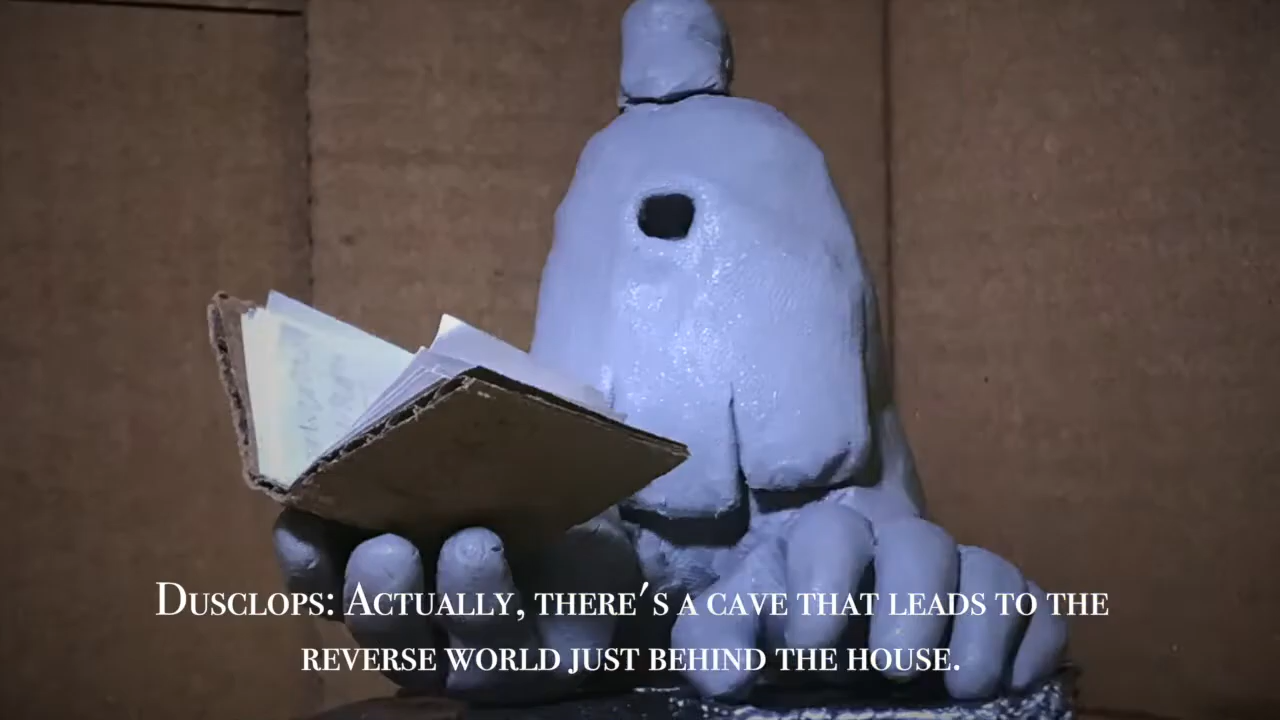 Dusclops: Actually, there's a cave that leads to the
reverse world just behind the house.